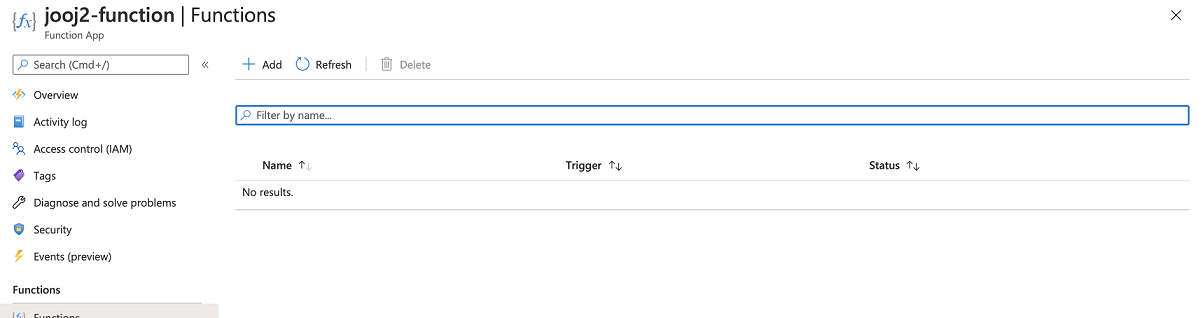 jooj2-function | Functions
Function App
Search (Cmd+/)
«
Add Refresh Delete
Overview
Activity log
Access control (IAM)
Tags
Diagnose and solve problems
Security
Events (preview)
Functions
Functions
Filter by name...
Name Trigger Status
No results.